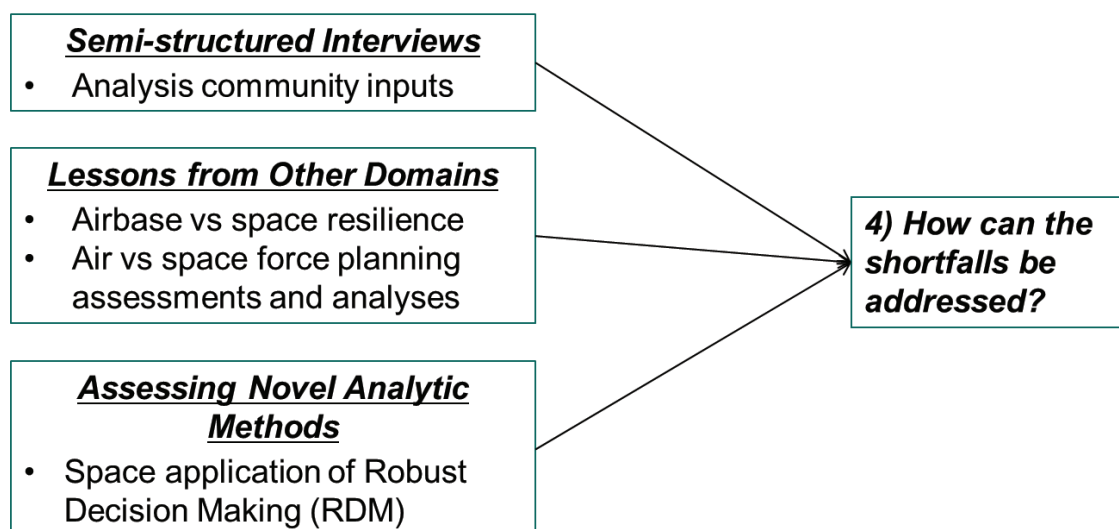 Semi-structured Interviews
• Analysis community inputs
Lessons from Other Domains
• Airbase vs space resilience
• Air vs space force planning
assessments and analyses
Assessing Novel Analytic
Methods
• Space application of Robust
Decision Making (RDM)
4) How can the
shortfalls be
addressed?